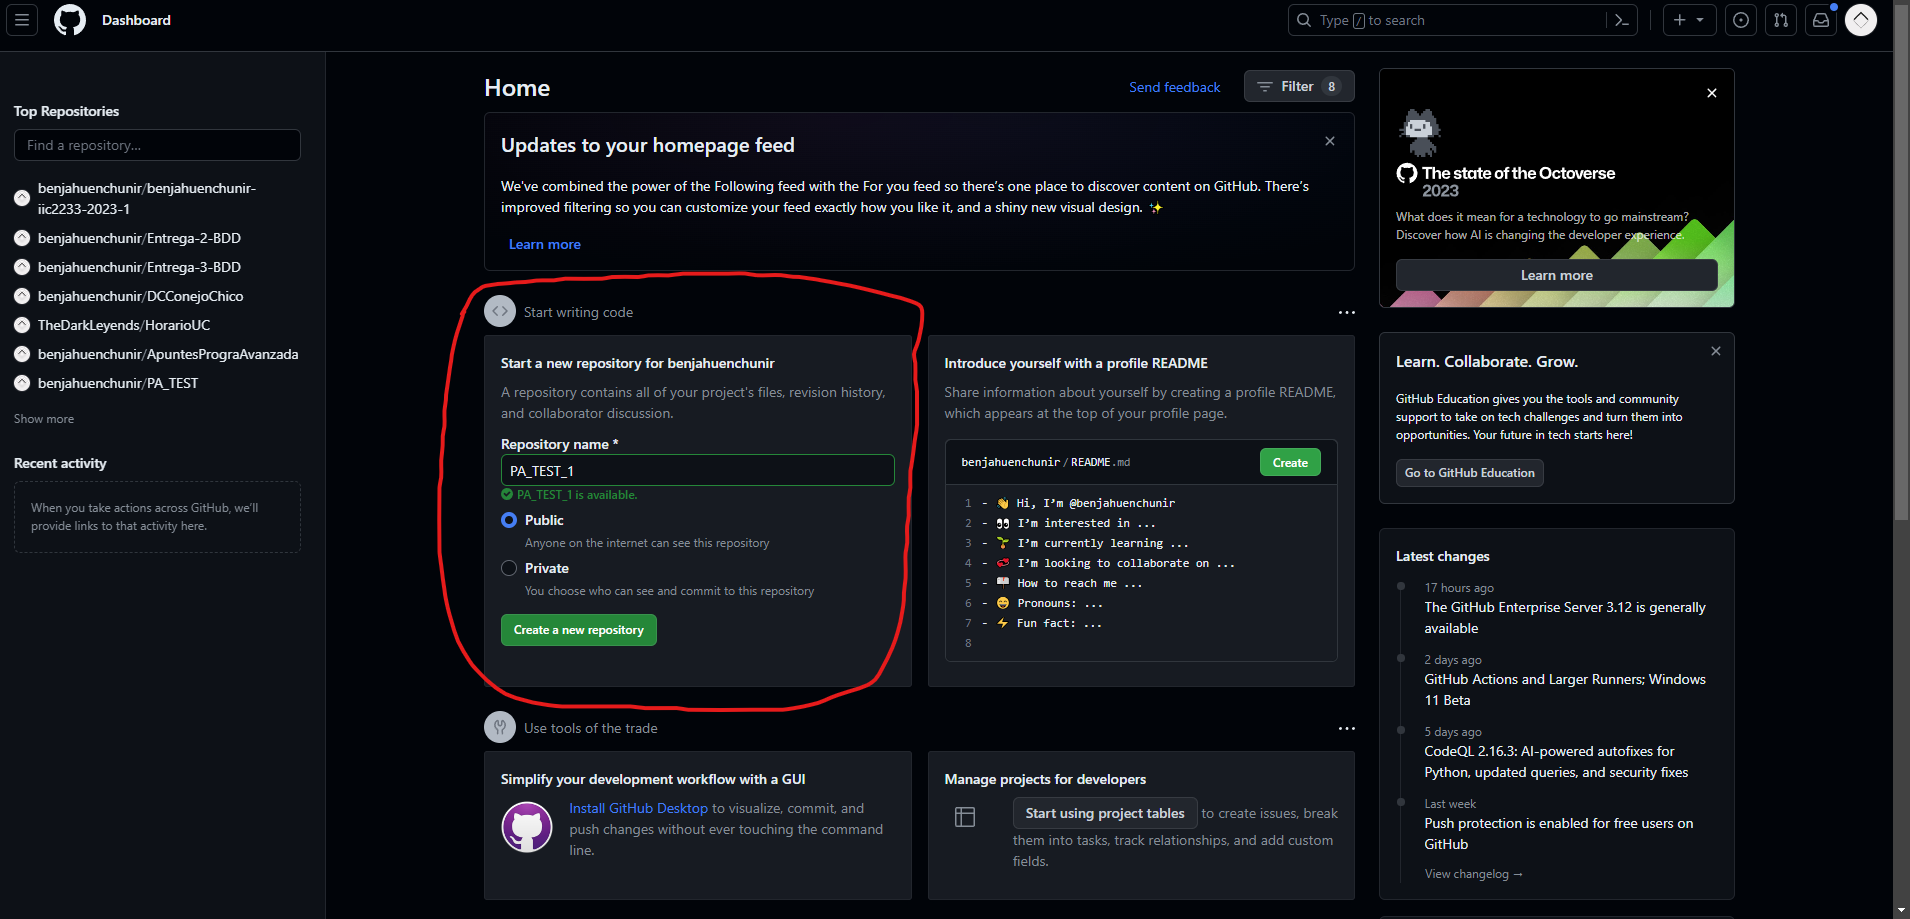 Dashboard
Type / to search
Top Repositories
Find a repository...
benjahuenchunir/benjahuenchunir-
iic2233-2023-1
benjahuenchunir/Entrega-2-BDD
benjahuenchunir/Entrega-3-BDD
benjahuenchunir/DCConejoChico
TheDarkLeyends/HorarioUC
benjahuenchunir/ApuntesPrograAvanzada
benjahuenchunir/PA_TEST
Show more
Recent activity
When you take actions across GitHub, we'll
provide links to that activity here.
Home
Send feedback
Filter 8
Updates to your homepage feed
We've combined the power of the Following feed with the For you feed so there's one place to discover content on GitHub. There's
improved filtering so you can customize your feed exactly how you like it, and a shiny new visual design. ✨
Learn more
Start writing code
Start a new repository for benjahuenchunir
A repository contains all of your project's files, revision history,
and collaborator discussion.
Repository name *
PA_TEST_1
PA_TEST_1 is available.
Public
Anyone on the internet can see this repository
Private
You choose who can see and commit to this repository
Create a new repository
Introduce yourself with a profile README
Share information about yourself by creating a profile README,
which appears at the top of your profile page.
benjahuenchunir / README.md
Create
1 - 👋 Hi, I'm @benjahuenchunir
2 - 👀 I'm interested in ...
3 - 🌱 I'm currently learning ...
4 - 💞️ I'm looking to collaborate on ...
5 - 📫 How to reach me ...
6 - 😄 Pronouns: ...
7 - ⚡ Fun fact: ...
8
Use tools of the trade
Simplify your development workflow with a GUI
Install GitHub Desktop to visualize, commit, and
push changes without ever touching the command
line.
Manage projects for developers
Start using project tables to create issues, break
them into tasks, track relationships, and add custom
fields.
The state of the Octoverse
2023
What does it mean for a technology to go mainstream?
Discover how AI is changing the developer experience.
Learn more
Learn. Collaborate. Grow.
GitHub Education gives you the tools and community
support to take on tech challenges and turn them into
opportunities. Your future in tech starts here!
Go to GitHub Education
Latest changes
17 hours ago
The GitHub Enterprise Server 3.12 is generally
available
2 days ago
GitHub Actions and Larger Runners; Windows
11 Beta
5 days ago
CodeQL 2.16.3: AI-powered autofixes for
Python, updated queries, and security fixes
Last week
Push protection is enabled for free users on
GitHub
View changelog →